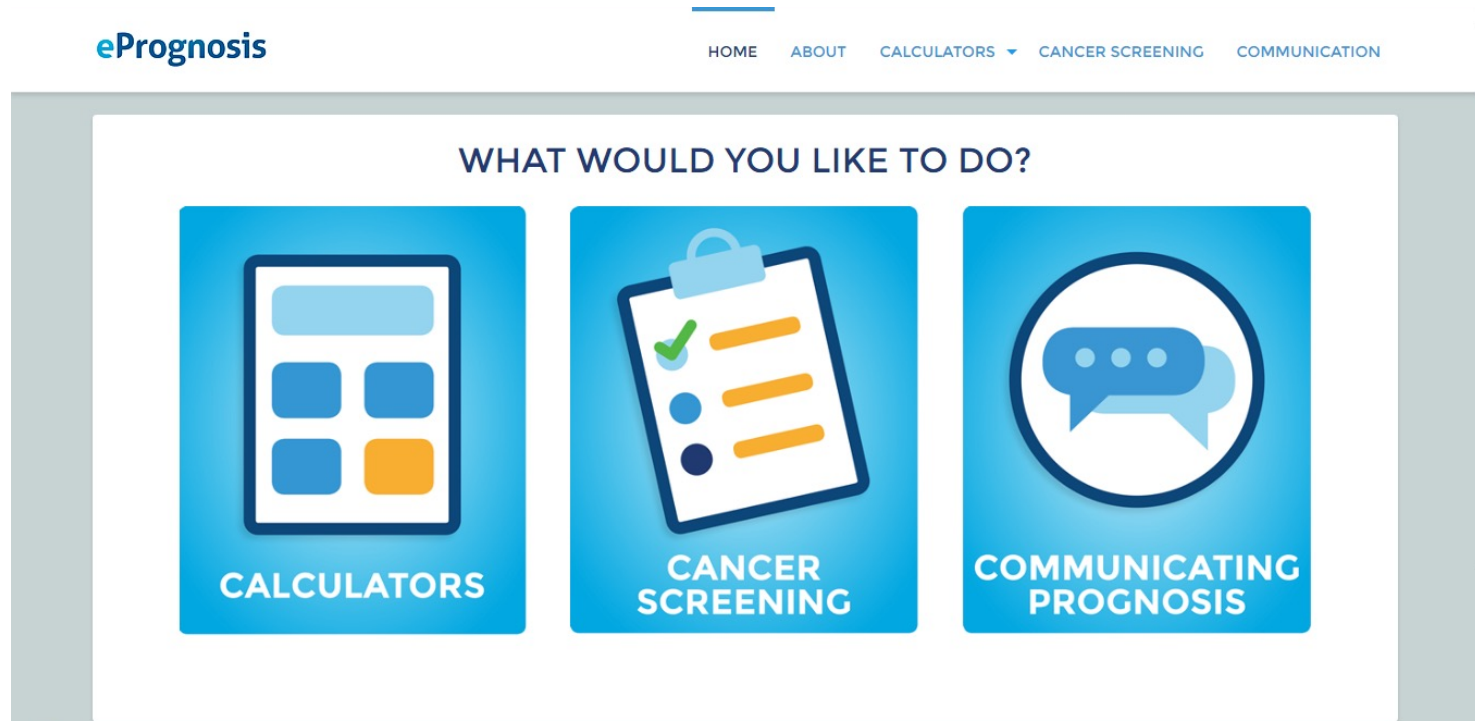 ePrognosis
HOME ABOUT CALCULATORS CANCER SCREENING COMMUNICATION
WHAT WOULD YOU LIKE TO DO?
CALCULATORS
CANCER
SCREENING
COMMUNICATING
PROGNOSIS